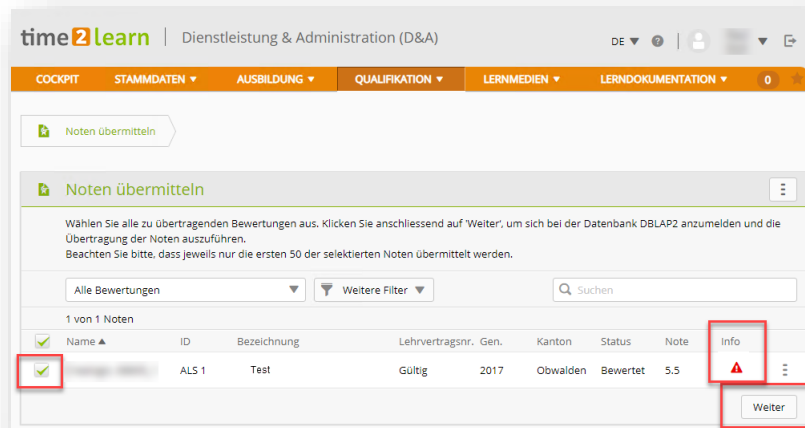 time2learn | Dienstleistung & Administration (D&A) DE
COCKPIT STAMMDATEN AUSBILDUNG QUALIFIKATION LERNMEDIEN LERNDOKUMENTATION 0
Noten übermitteln
Noten übermitteln
Wählen Sie alle zu übertragenden Bewertungen aus. Klicken Sie anschliessend auf 'Weiter', um sich bei der Datenbank DBLAP2 anzumelden und die
Übertragung der Noten auszuführen.
Beachten Sie bitte, dass jeweils nur die ersten 50 der selektierten Noten übermittelt werden.
Alle Bewertungen Weitere Filter Suchen
1 von 1 Noten
Name ID Bezeichnung Lehrvertragsnr. Gen. Kanton Status Note Info
ALS 1 Test Gültig 2017 Obwalden Bewertet 5.5
Weiter